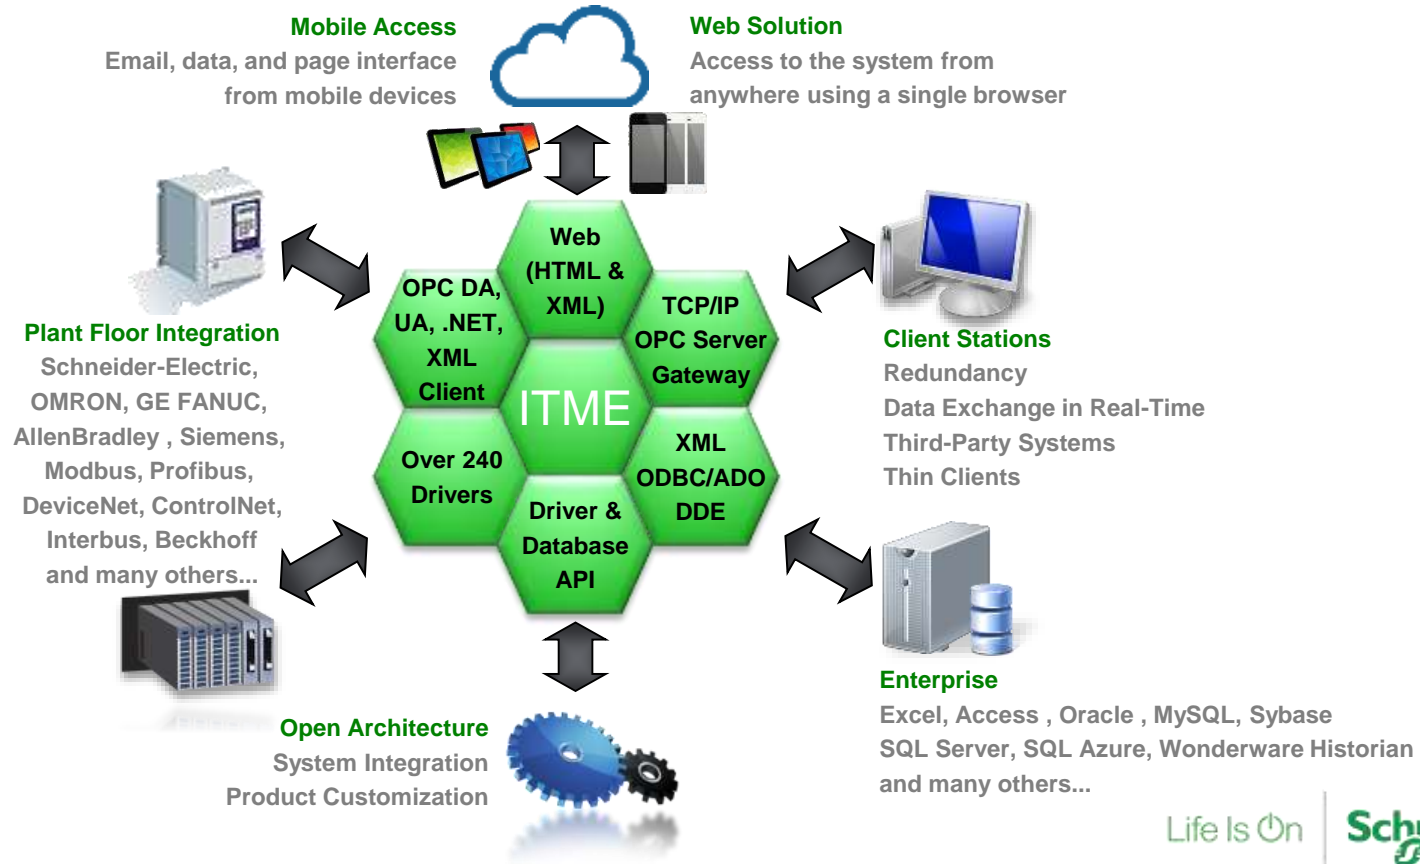 Mobile Access
Email, data, and page interface
from mobile devices
Web Solution
Access to the system from
anywhere using a single browser
Web
(HTML &
XML)
OPC DA,
UA, .NET,
XML
Client
TCP/IP
OPC Server
Gateway
ITME
Over 240
Drivers
XML
ODBC/ADO
DDE
Driver &
Database
API
Plant Floor Integration
Schneider-Electric,
OMRON, GE FANUC,
AllenBradley , Siemens,
Modbus, Profibus,
DeviceNet, ControlNet,
Interbus, Beckhoff
and many others...
Client Stations
Redundancy
Data Exchange in Real-Time
Third-Party Systems
Thin Clients
Enterprise
Excel, Access , Oracle , MySQL, Sybase
SQL Server, SQL Azure, Wonderware Historian
and many others...
Open Architecture
System Integration
Product Customization
Life Is On